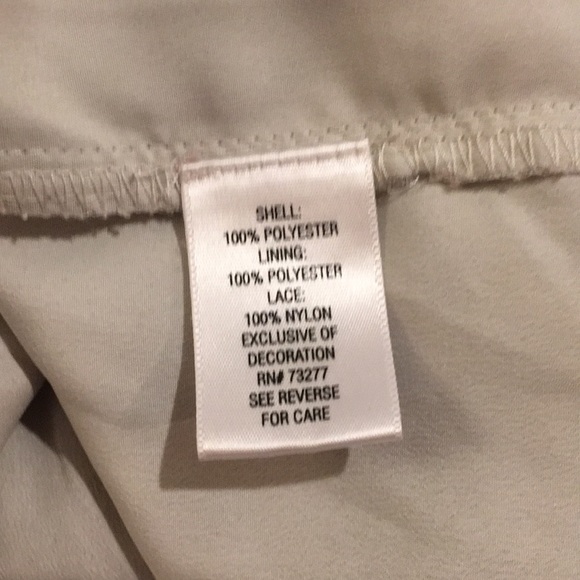 SHELL:
100% POLYESTER
LINING:
100% POLYESTER
LACE:
100% NYLON
EXCLUSIVE OF
DECORATION
RN# 73277
SEE REVERSE
FOR CARE